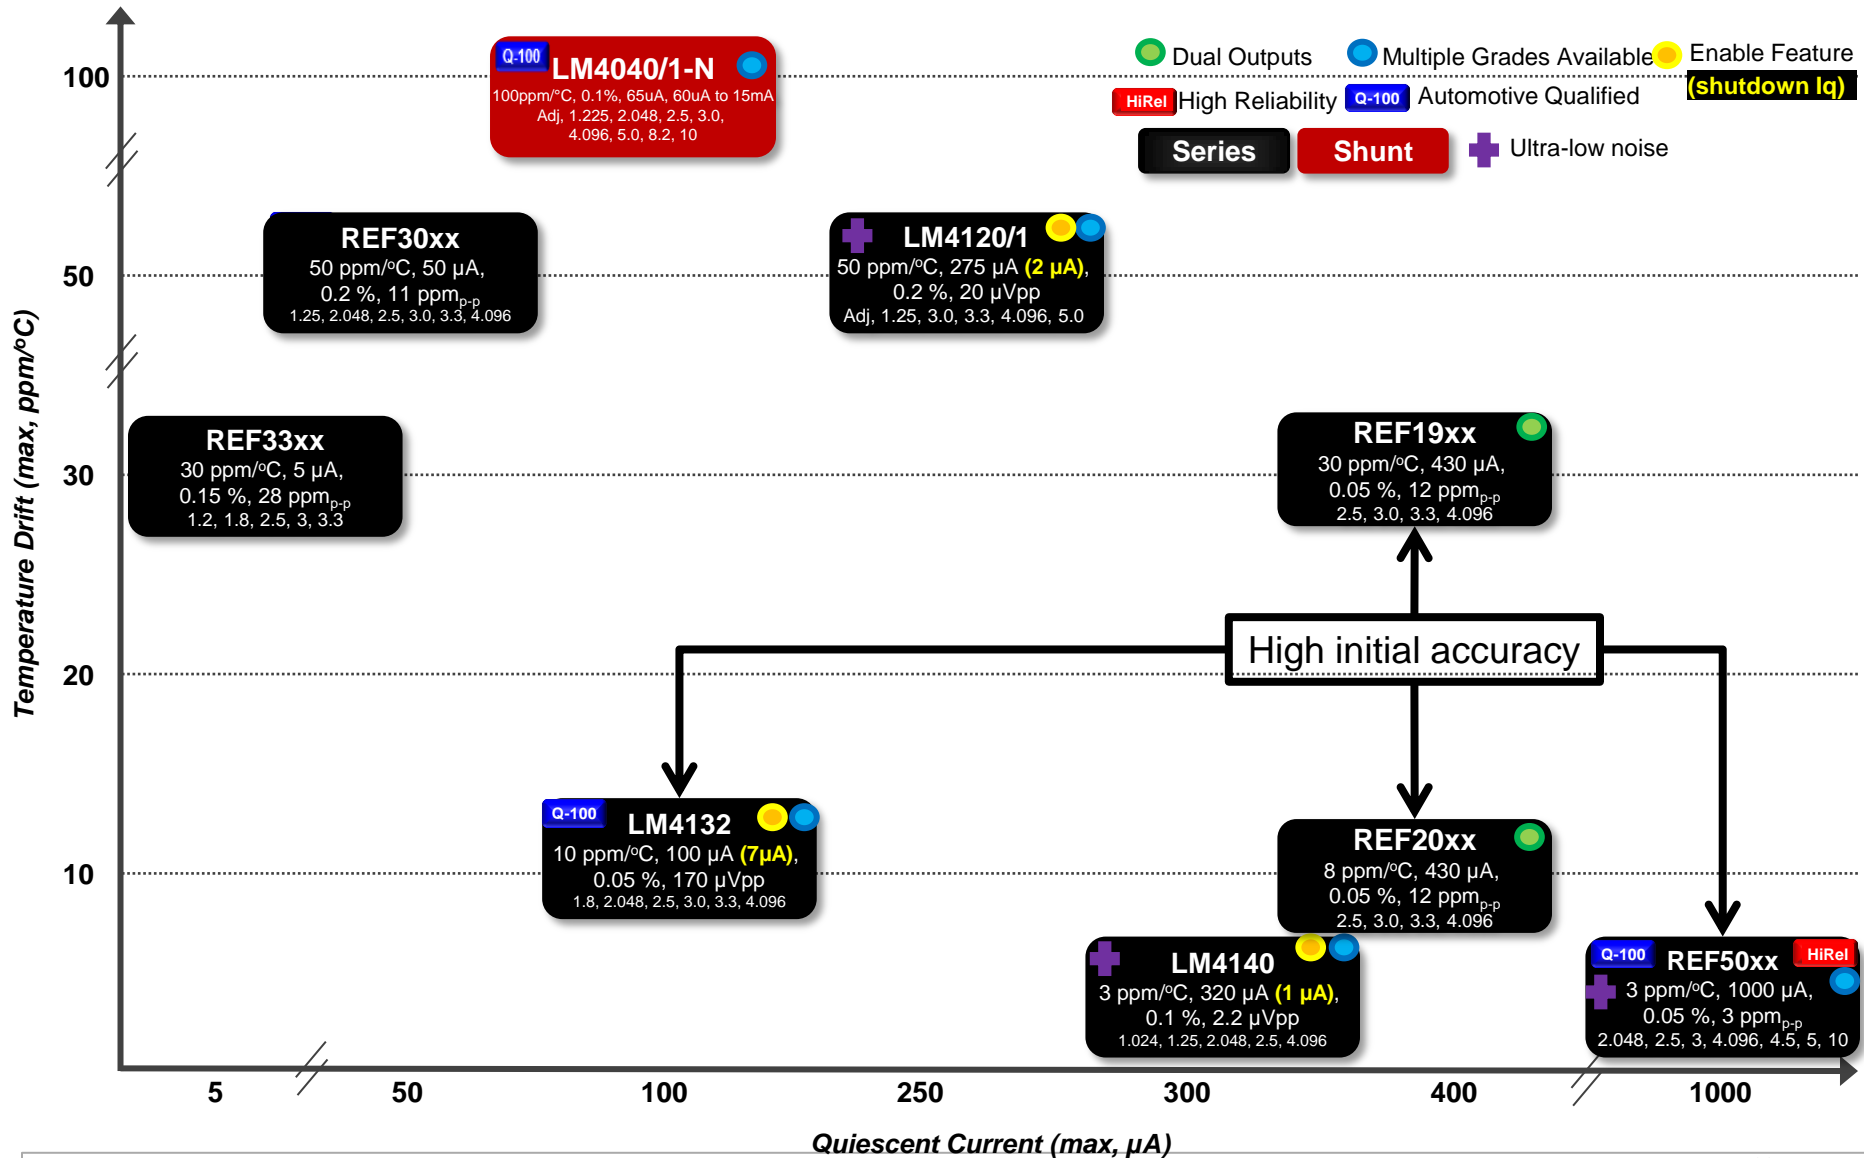 Dual Outputs
Multiple Grades Available
Enable Feature
(shutdown Iq)
HiRel High Reliability
Q-100 Automotive Qualified
Series
Shunt
Ultra-low noise
Temperature Drift (max, ppm/°C)
100
50
30
20
10
Q-100
LM4040/1-N
100ppm/°C, 0.1%, 65uA, 60uA to 15mA
Adj, 1.225, 2.048, 2.5, 3.0,
4.096, 5.0, 8.2, 10
REF30xx
50 ppm/ºC, 50 µA,
0.2 %, 11 ppmp-p
1.25, 2.048, 2.5, 3.0, 3.3, 4.096
LM4120/1
50 ppm/ºC, 275 µA (2 µA),
0.2 %, 20 µVpp
Adj, 1.25, 3.0, 3.3, 4.096, 5.0
REF33xx
30 ppm/ºC, 5 µA,
0.15 %, 28 ppmp-p
1.2, 1.8, 2.5, 3, 3.3
REF19xx
30 ppm/ºC, 430 µA,
0.05 %, 12 ppmp-p
2.5, 3.0, 3.3, 4.096
High initial accuracy
Q-100
LM4132
10 ppm/ºC, 100 µA (7µA),
0.05 %, 170 µVpp
1.8, 2.048, 2.5, 3.0, 3.3, 4.096
REF20xx
8 ppm/ºC, 430 µA,
0.05 %, 12 ppmp-p
2.5, 3.0, 3.3, 4.096
LM4140
3 ppm/ºC, 320 µA (1 µA),
0.1 %, 2.2 µVpp
1.024, 1.25, 2.048, 2.5, 4.096
Q-100
REF50xx
HiRel
3 ppm/ºC, 1000 µA,
0.05 %, 3 ppmp-p
2.048, 2.5, 3, 4.096, 4.5, 5, 10
5 50 100 250 300 400 1000
Quiescent Current (max, µA)